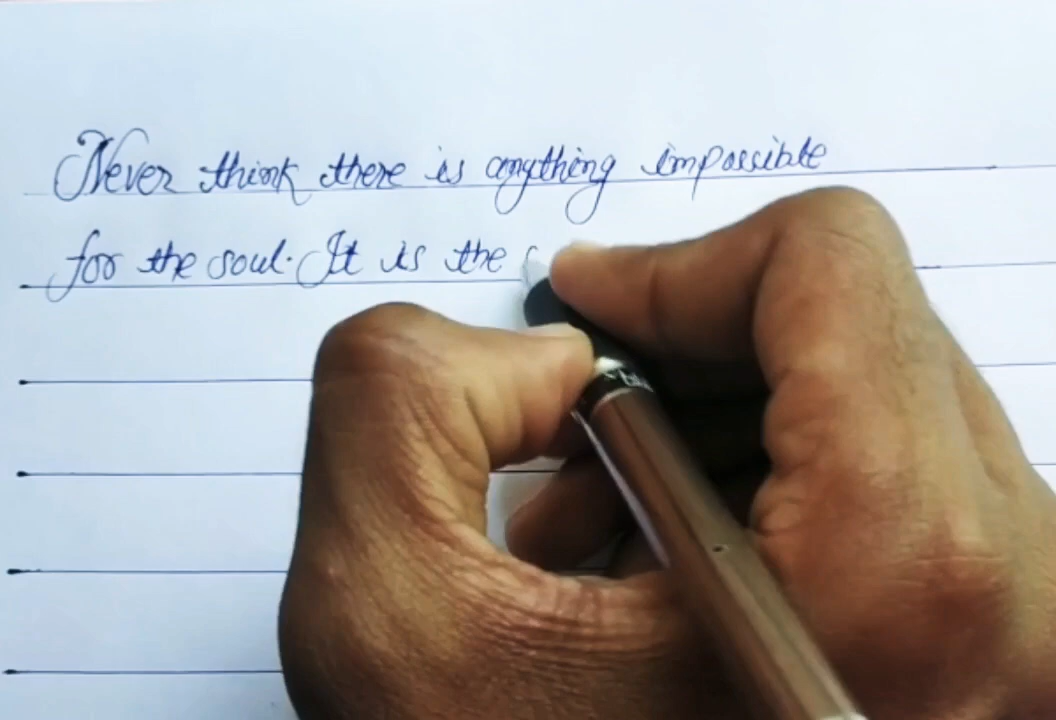 Never think there is anything impossible
for the soul. It is the